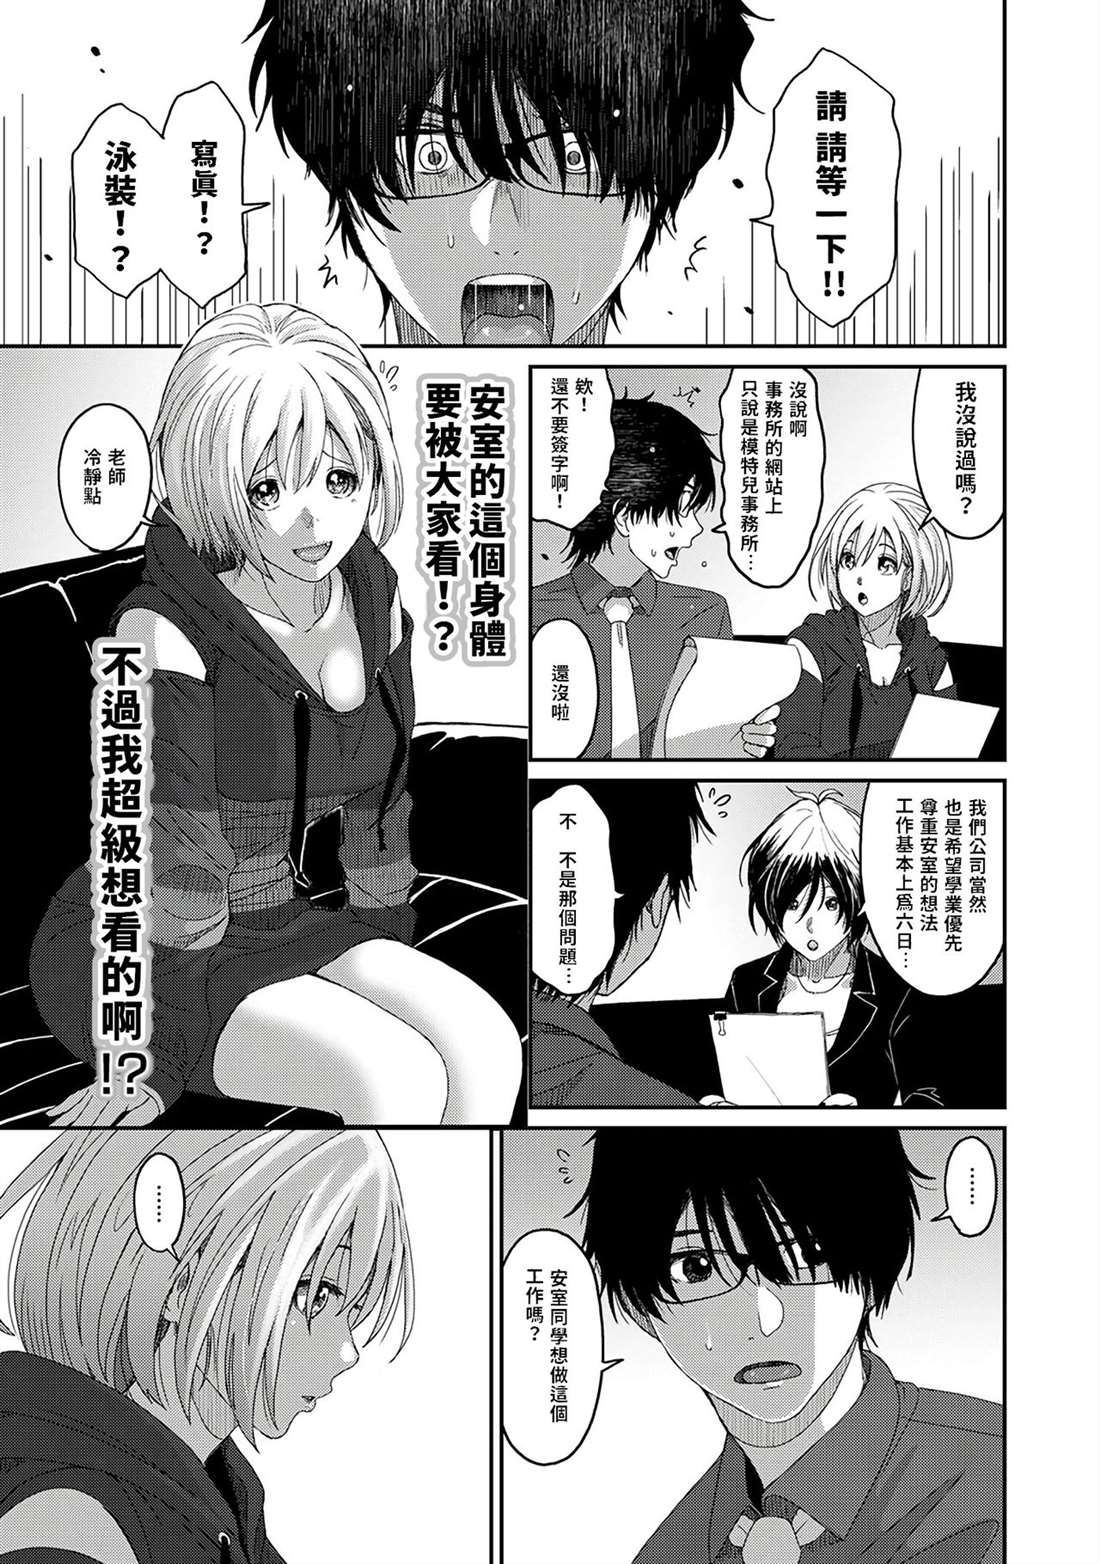 請 請等一下!!
寫眞!?
泳裝!?
我沒說過嗎?
沒說啊
事務所的網站上
只說是模特兒事務所…
欸!
還不要簽字啊!
還沒啦
安室的這個身體
要被大家看!?
老師
冷靜點
不過我超級想看的啊!?
我們公司當然
也是希望學業優先
尊重安室的想法
工作基本上爲六日…
不 不是那個問題…
……
安室同學想做這個
工作嗎?
……